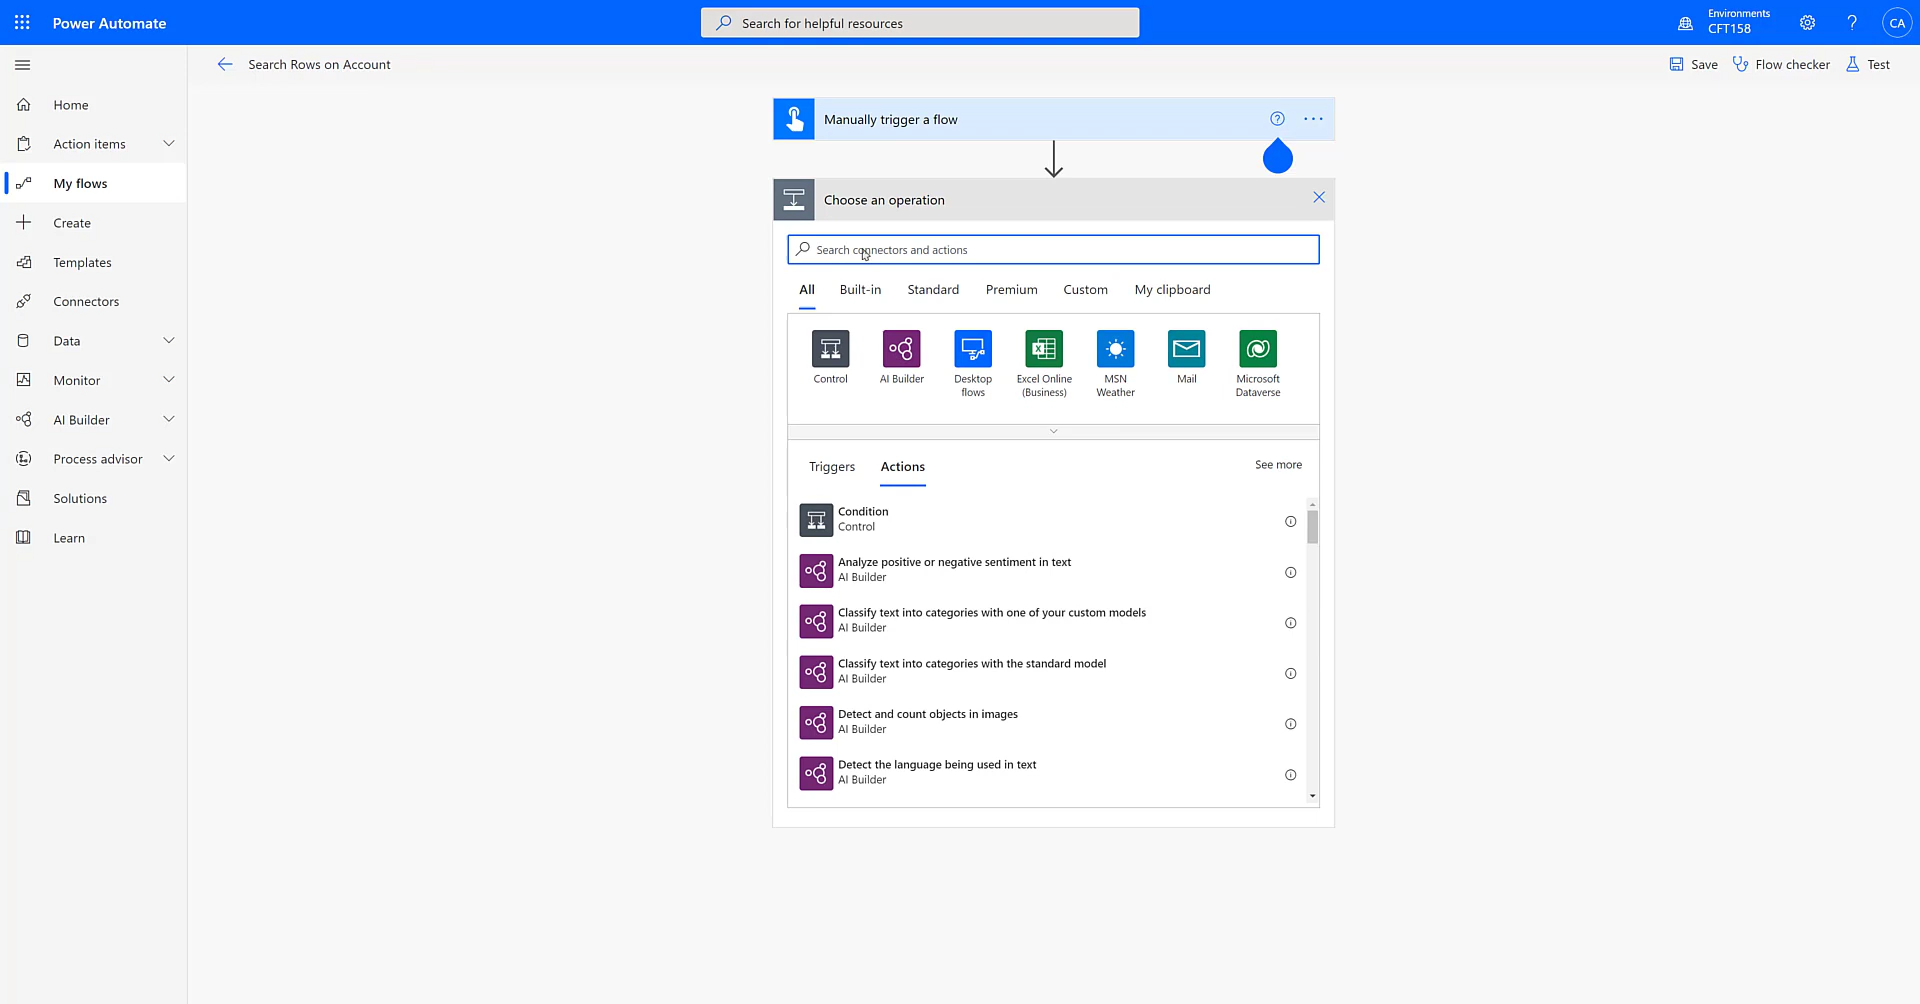 Power Automate
Search for helpful resources
Environments
CFT158
CA
Search Rows on Account
Save
Flow checker
Test
Home
Action items
My flows
Create
Templates
Connectors
Data
Monitor
AI Builder
Process advisor
Solutions
Learn
Manually trigger a flow
Choose an operation
Search connectors and actions
All
Built-in
Standard
Premium
Custom
My clipboard
Control
AI Builder
Desktop
flows
Excel Online
(Business)
MSN
Weather
Mail
Microsoft
Dataverse
Triggers
Actions
See more
Condition
Control
Analyze positive or negative sentiment in text
AI Builder
Classify text into categories with one of your custom models
AI Builder
Classify text into categories with the standard model
AI Builder
Detect and count objects in images
AI Builder
Detect the language being used in text
AI Builder